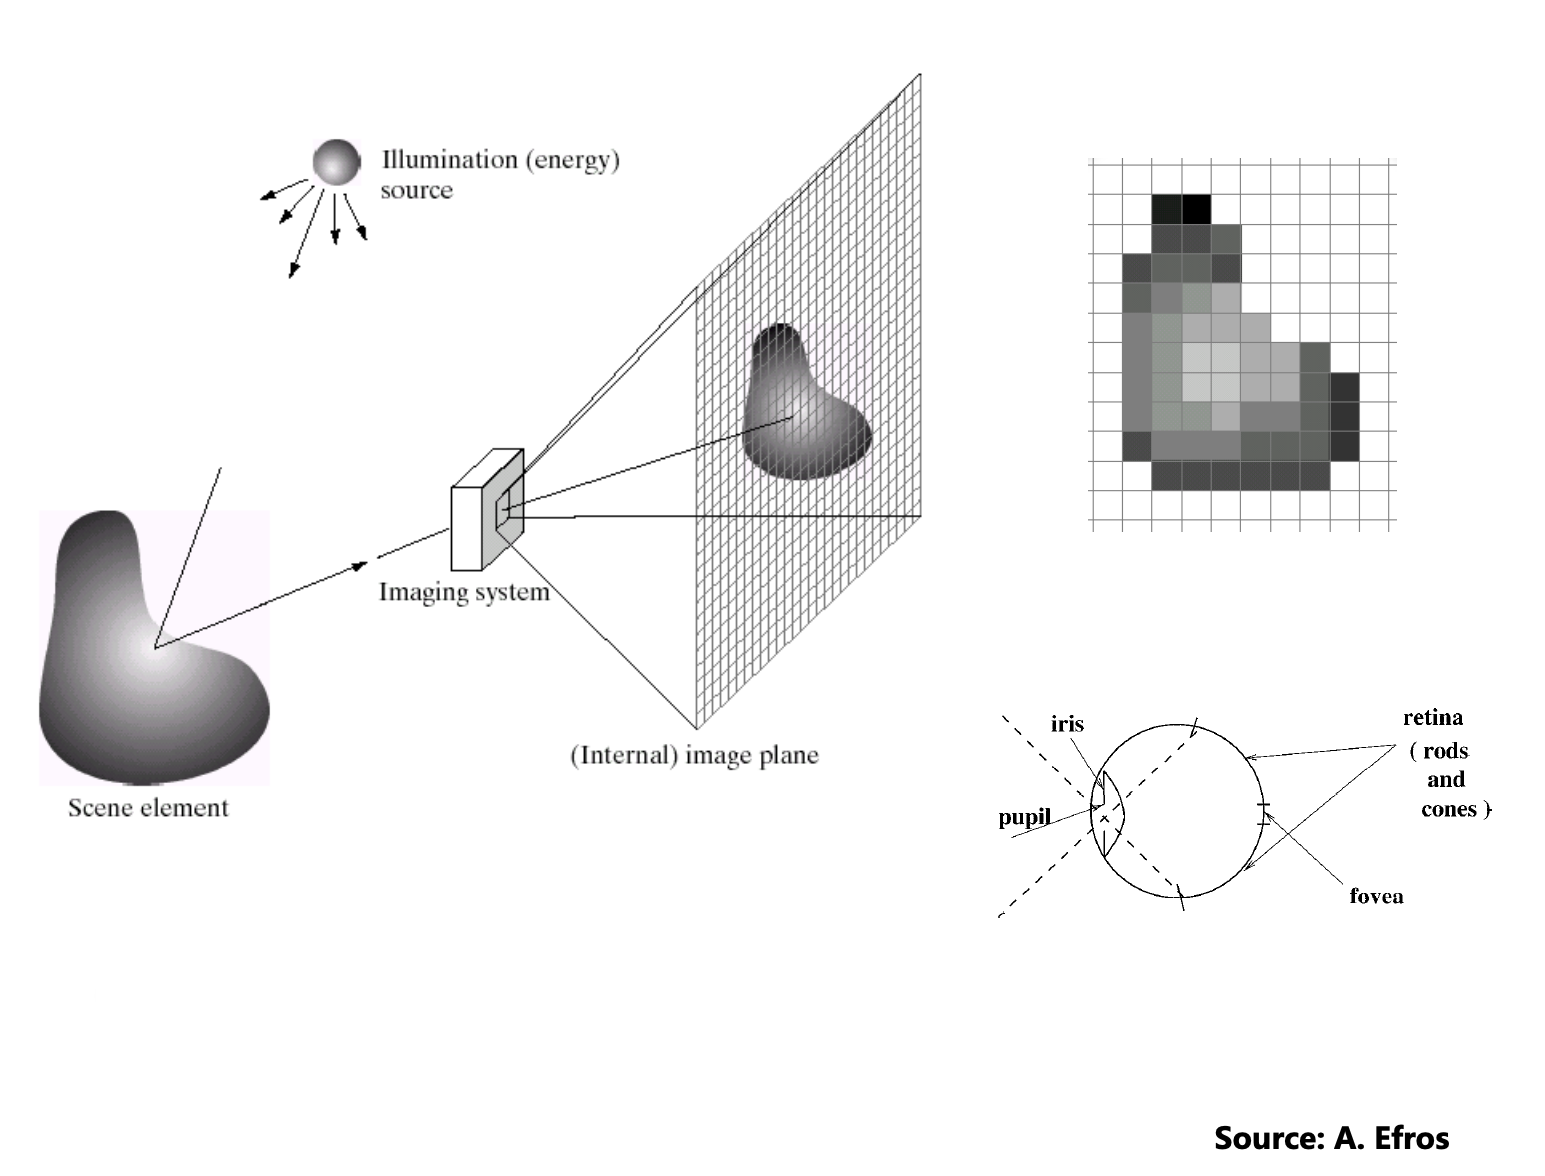 Illumination (energy)
source
Imaging system
(Internal) image plane
Scene element
iris
pupil
retina
( rods
and
cones )
fovea
Source: A. Efros